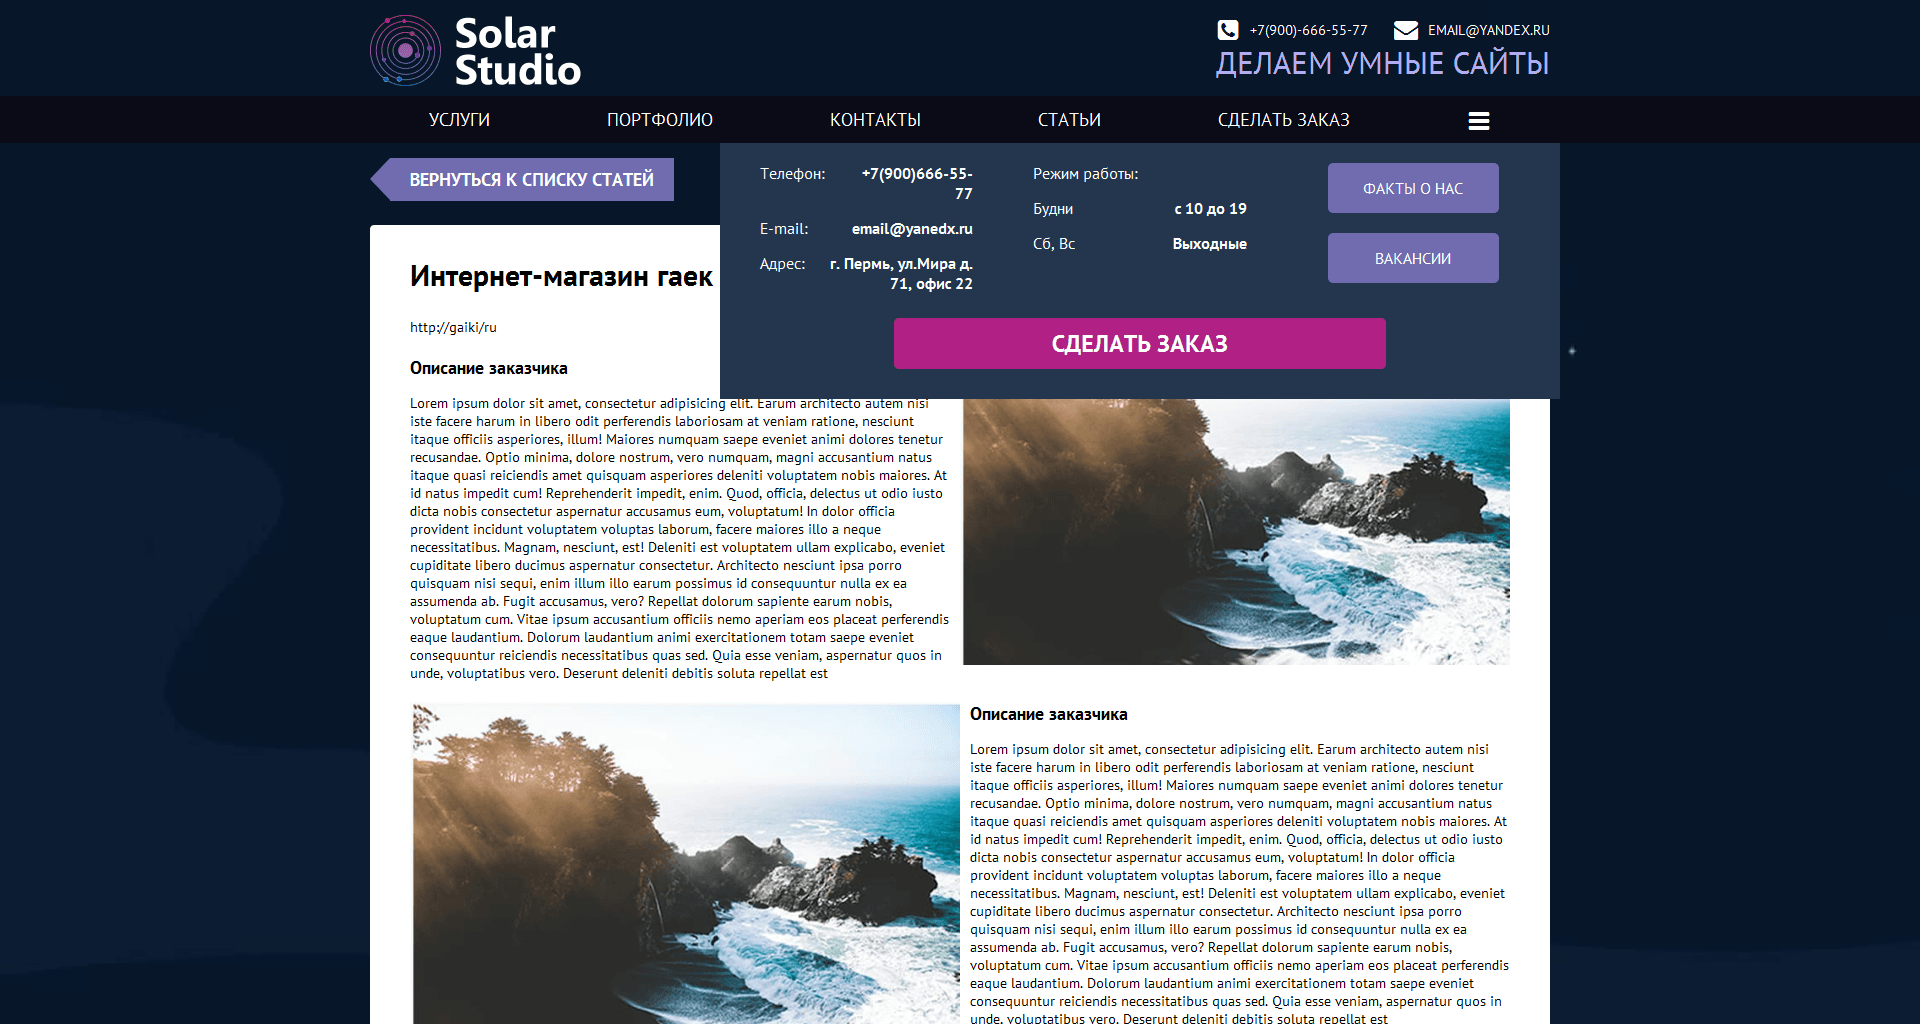 Solar
Studio
+7(900)-666-55-77
EMAIL@YANDEX.RU
ДЕЛАЕМ УМНЫЕ САЙТЫ
УСЛУГИ
ПОРТФОЛИО
КОНТАКТЫ
СТАТЬИ
СДЕЛАТЬ ЗАКАЗ
ВЕРНУТЬСЯ К СПИСКУ СТАТЕЙ
Телефон:
+7(900)666-55-
77
E-mail:
email@yanedx.ru
Адрес:
г. Пермь, ул.Мира д.
71, офис 22
Режим работы:
Будни
с 10 до 19
Сб, Вс
Выходные
ФАКТЫ О НАС
ВАКАНСИИ
СДЕЛАТЬ ЗАКАЗ
Интернет-магазин гаек
http://gaiki/ru
Описание заказчика
Lorem ipsum dolor sit amet, consectetur adipisicing elit. Earum architecto autem nisi
iste facere harum in libero odit perferendis laboriosam at veniam ratione, nesciunt
itaque officiis asperiores, illum! Maiores numquam saepe eveniet animi dolores tenetur
recusandae. Optio minima, dolore nostrum, vero numquam, magni accusantium natus
itaque quasi reiciendis amet quisquam asperiores deleniti voluptatem nobis maiores. At
id natus impedit cum! Reprehenderit impedit, enim. Quod, officia, delectus ut odio iusto
dicta nobis consectetur aspernatur accusamus eum, voluptatum! In dolor officia
provident incidunt voluptatem voluptas laborum, facere maiores illo a neque
necessitatibus. Magnam, nesciunt, est! Deleniti est voluptatem ullam explicabo, eveniet
cupiditate libero ducimus aspernatur consectetur. Architecto nesciunt ipsa porro
quisquam nisi sequi, enim illum illo earum possimus id consequuntur nulla ex ea
assumenda ab. Fugit accusamus, vero? Repellat dolorum sapiente earum nobis,
voluptatum cum. Vitae ipsum accusantium officiis nemo aperiam eos placeat perferendis
eaque laudantium. Dolorum laudantium animi exercitationem totam saepe eveniet
consequuntur reiciendis necessitatibus quas sed. Quia esse veniam, aspernatur quos in
unde, voluptatibus vero. Deserunt deleniti debitis soluta repellat est
Описание заказчика
Lorem ipsum dolor sit amet, consectetur adipisicing elit. Earum architecto autem nisi
iste facere harum in libero odit perferendis laboriosam at veniam ratione, nesciunt
itaque officiis asperiores, illum! Maiores numquam saepe eveniet animi dolores tenetur
recusandae. Optio minima, dolore nostrum, vero numquam, magni accusantium natus
itaque quasi reiciendis amet quisquam asperiores deleniti voluptatem nobis maiores. At
id natus impedit cum! Reprehenderit impedit, enim. Quod, officia, delectus ut odio iusto
dicta nobis consectetur aspernatur accusamus eum, voluptatum! In dolor officia
provident incidunt voluptatem voluptas laborum, facere maiores illo a neque
necessitatibus. Magnam, nesciunt, est! Deleniti est voluptatem ullam explicabo, eveniet
cupiditate libero ducimus aspernatur consectetur. Architecto nesciunt ipsa porro
quisquam nisi sequi, enim illum illo earum possimus id consequuntur nulla ex ea
assumenda ab. Fugit accusamus, vero? Repellat dolorum sapiente earum nobis,
voluptatum cum. Vitae ipsum accusantium officiis nemo aperiam eos placeat perferendis
eaque laudantium. Dolorum laudantium animi exercitationem totam saepe eveniet
consequuntur reiciendis necessitatibus quas sed. Quia esse veniam, aspernatur quos in
unde, voluptatibus vero. Deserunt deleniti debitis soluta repellat est